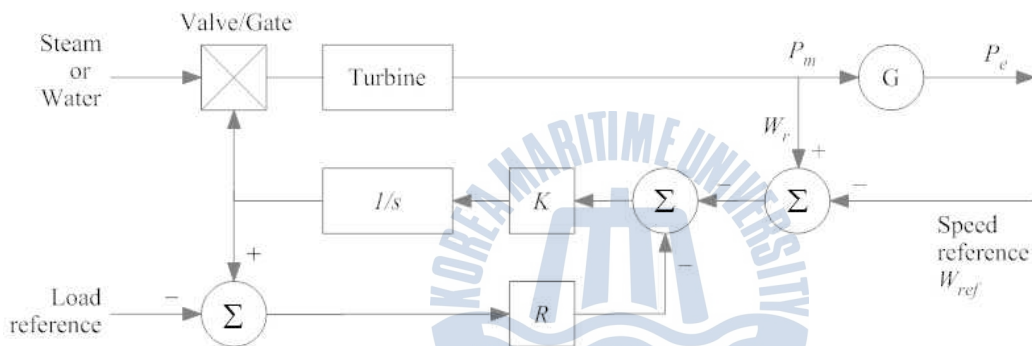 Valve/Gate
Steam
or
Water
Turbine
P_m
G
P_e
W_r
+
1/s
K
−
Σ
−
Σ
−
+
−
Speed
reference
W_ref
Load
reference
−
Σ
R
KOREA MARITIME UNIVERSITY